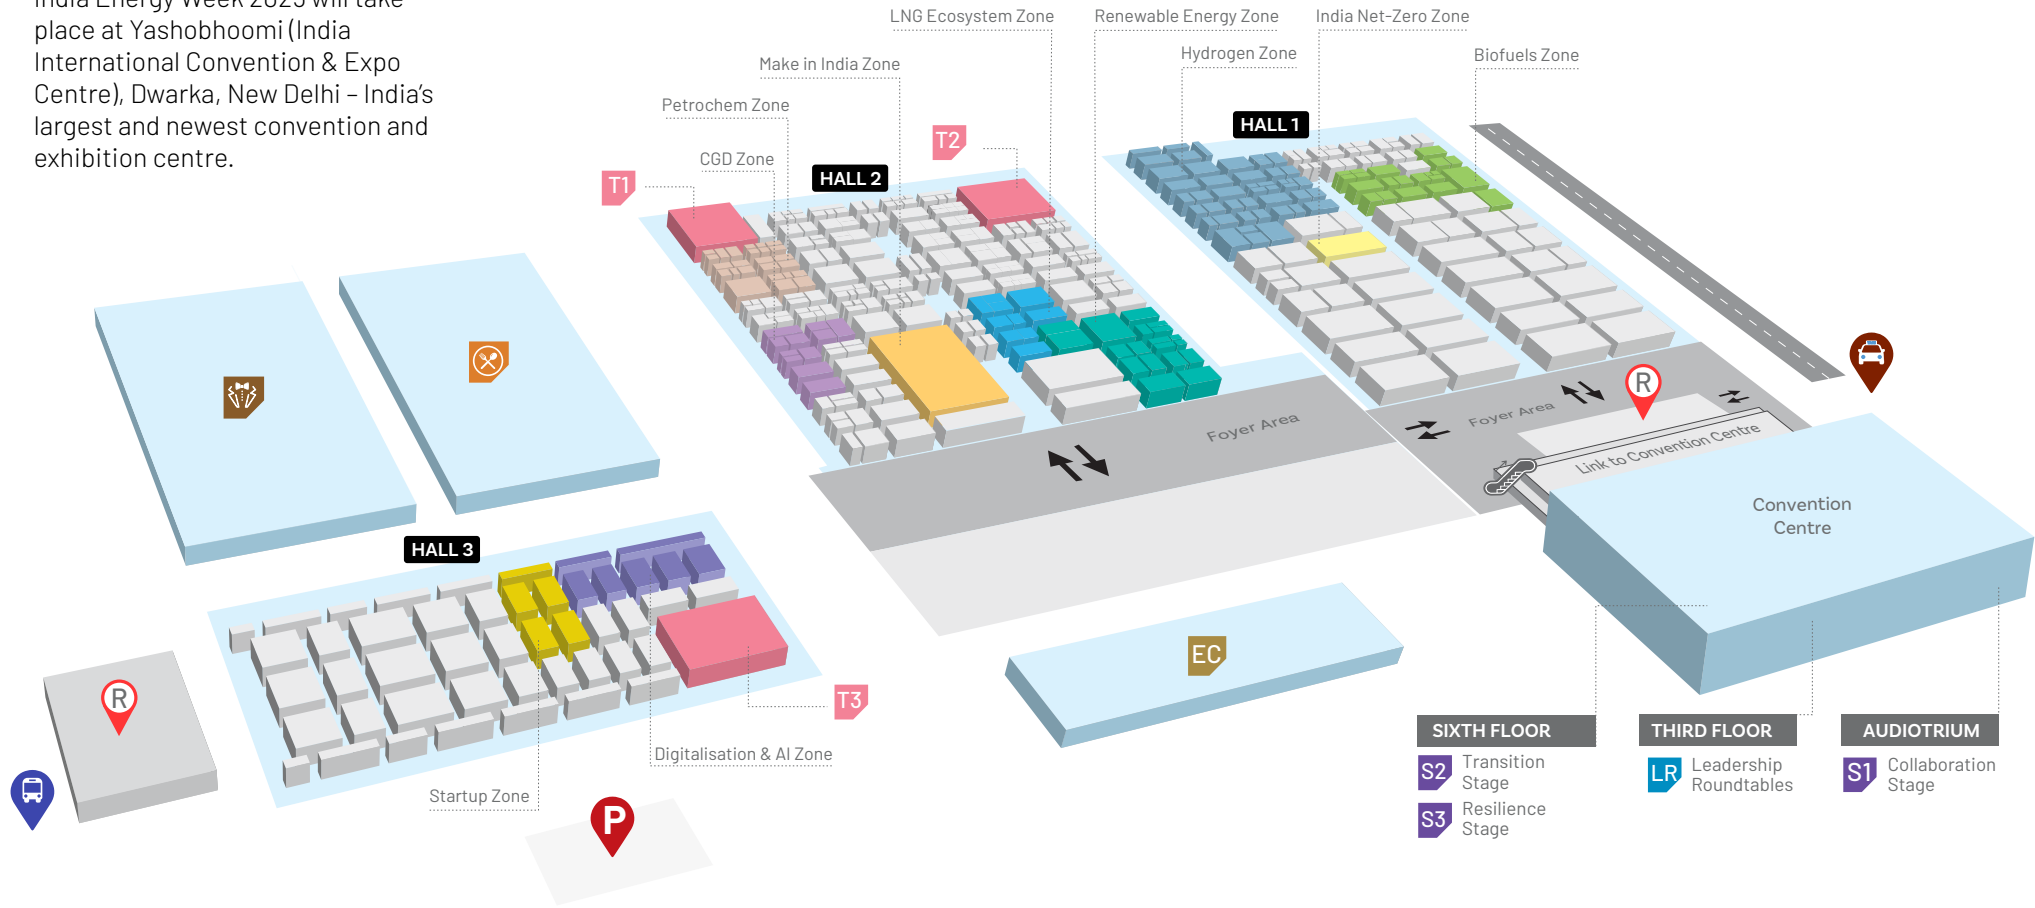 India Energy Week 2025 will take
place at Yashobhoomi (India
International Convention & Expo
Centre), Dwarka, New Delhi – India's
largest and newest convention and
exhibition centre.
LNG Ecosystem Zone
Renewable Energy Zone
India Net-Zero Zone
Hydrogen Zone
Biofuels Zone
Make in India Zone
Petrochem Zone
CGD Zone
HALL 1
T2
T1
HALL 2
R
Foyer Area
Foyer Area
Link to Convention Centre
Convention
Centre
HALL 3
EC
R
T3
Digitalisation & AI Zone
Startup Zone
P
SIXTH FLOOR
S2 Transition
Stage
S3 Resilience
Stage
THIRD FLOOR
LR Leadership
Roundtables
AUDIOTRIUM
S1 Collaboration
Stage